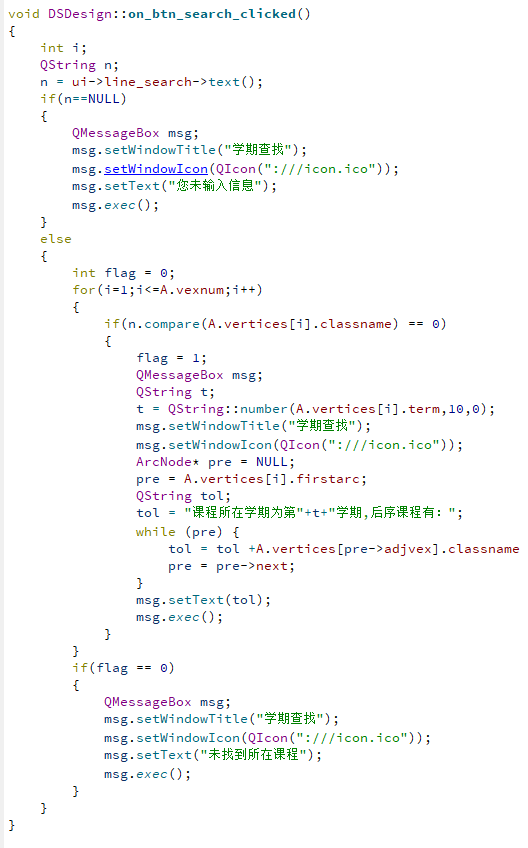 void DSDesign::on_btn_search_clicked()
{
    int i;
    QString n;
    n = ui->line_search->text();
    if(n==NULL)
    {
        QMessageBox msg;
        msg.setWindowTitle("学期查找");
        msg.setWindowIcon(QIcon(":///icon.ico"));
        msg.setText("您未输入信息");
        msg.exec();
    }
    else
    {
        int flag = 0;
        for(i=1;i<=A.vexnum;i++)
        {
            if(n.compare(A.vertices[i].classname) == 0)
            {
                flag = 1;
                QMessageBox msg;
                QString t;
                t = QString::number(A.vertices[i].term,10,0);
                msg.setWindowTitle("学期查找");
                msg.setWindowIcon(QIcon(":///icon.ico"));
                ArcNode* pre = NULL;
                pre = A.vertices[i].firstarc;
                QString tol;
                tol = "课程所在学期为第"+t+"学期,后序课程有：";
                while (pre) {
                    tol = tol +A.vertices[pre->adjvex].classname
                    pre = pre->next;
                }
                msg.setText(tol);
                msg.exec();
            }
        }
        if(flag == 0)
        {
            QMessageBox msg;
            msg.setWindowTitle("学期查找");
            msg.setWindowIcon(QIcon(":///icon.ico"));
            msg.setText("未找到所在课程");
            msg.exec();
        }
    }
}